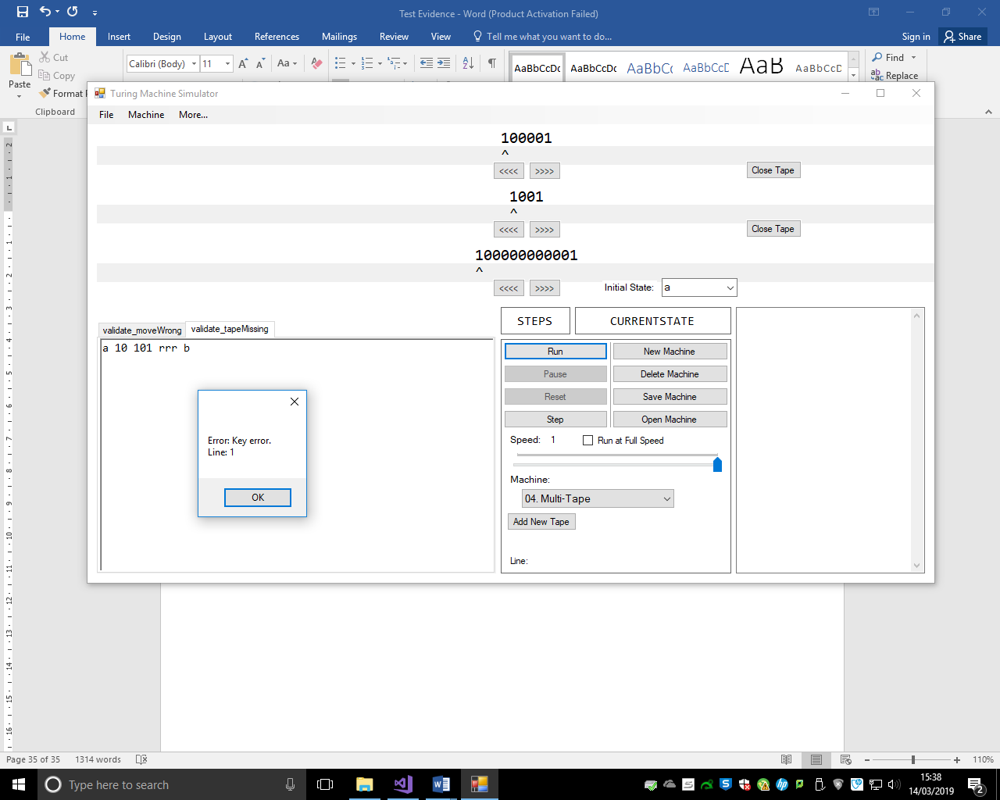 Test Evidence - Word (Product Activation Failed)
File Home Insert Design Layout References Mailings Review View Tell me what you want to do... Sign in Share
Paste
Cut
Copy
Format
Clipboard
Calibri (Body) 11 Aa
AaBbCcDc AaBbCcDc AaBbCc AaBbCcD AaB AaBbCcD
Find
Replace
Turing Machine Simulator
File Machine More...
100001
^
<<<< >>>> Close Tape
1001
^
<<<< >>>> Close Tape
100000000001
^
<<<< >>>> Initial State: a
validate_moveWrong validate_tapeMissing
a 10 101 rrr b
Error: Key error.
Line: 1
OK
STEPS CURRENTSTATE
Run New Machine
Pause Delete Machine
Reset Save Machine
Step Open Machine
Speed: 1 Run at Full Speed
Machine:
04. Multi-Tape
Add New Tape
Line:
Page 35 of 35 1314 words 110%
Type here to search
15:38
14/03/2019
2